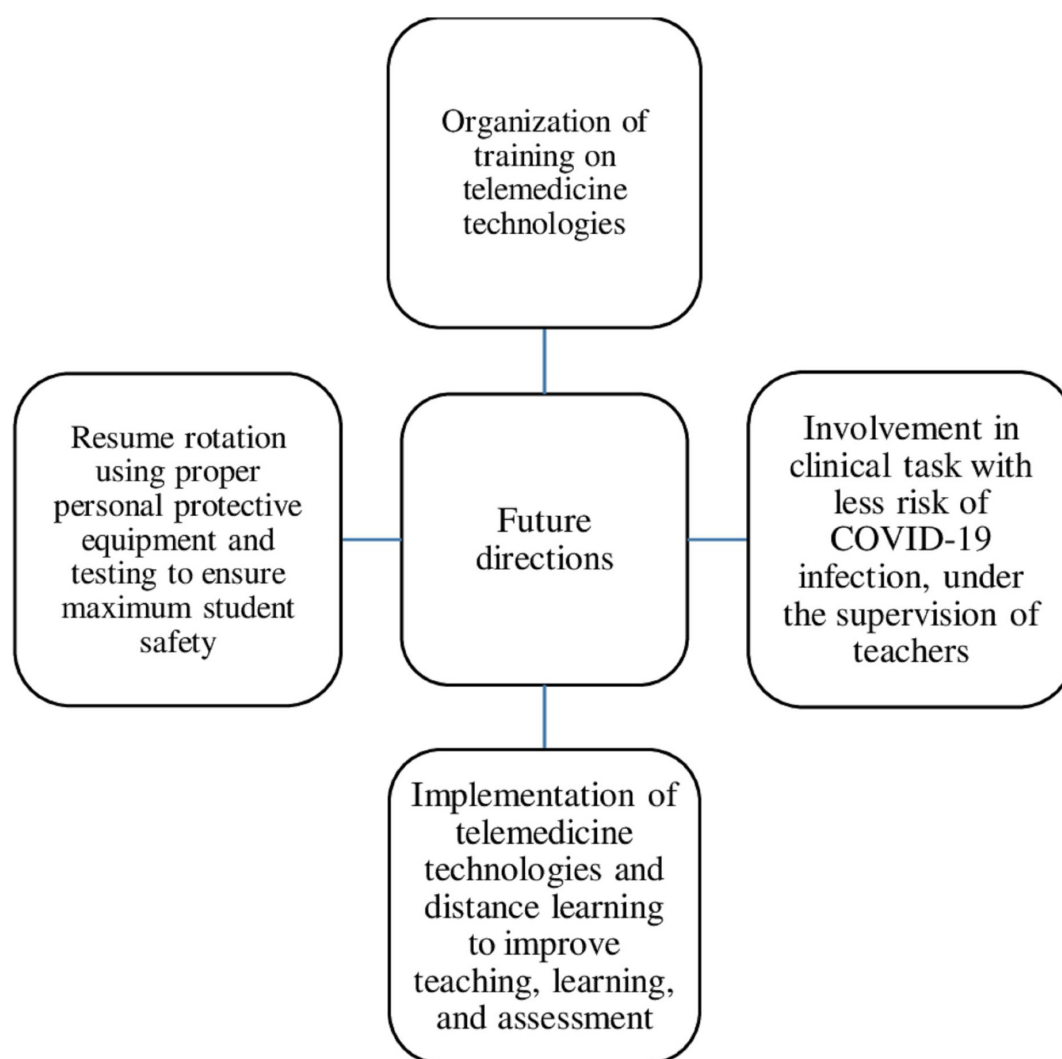 Organization of
training on
telemedicine
technologies
Resume rotation
using proper
personal protective
equipment and
testing to ensure
maximum student
safety
Future
directions
Involvement in
clinical task with
less risk of
COVID-19
infection, under
the supervision of
teachers
Implementation of
telemedicine
technologies and
distance learning
to improve
teaching, learning,
and assessment